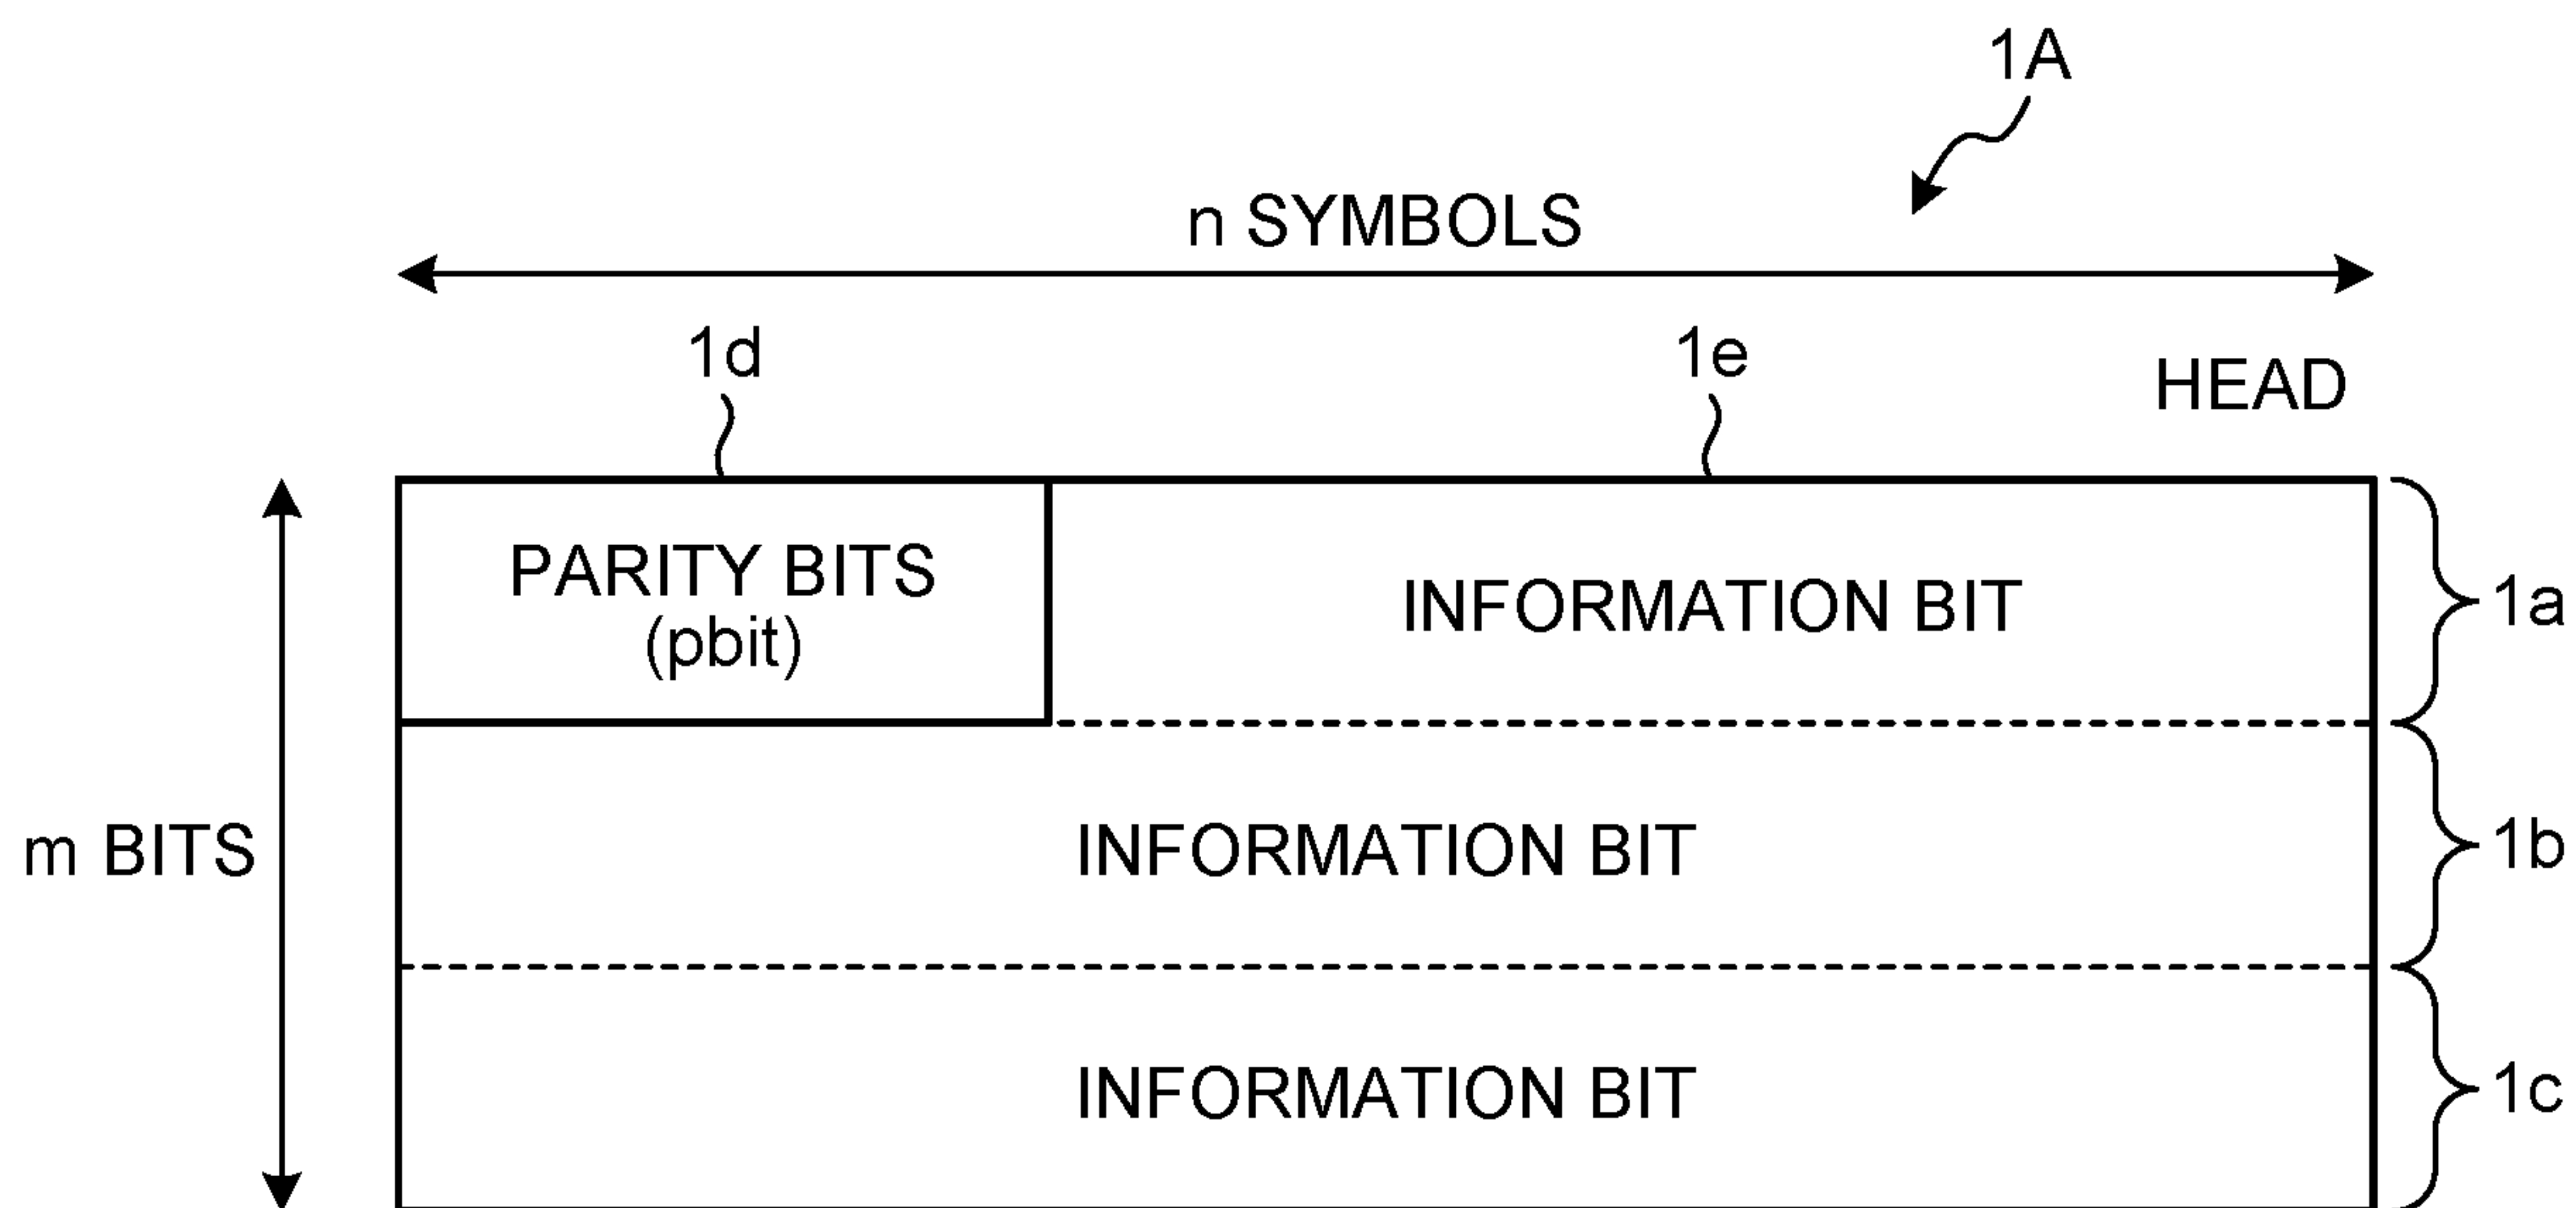 1A
n SYMBOLS
1d
1e
HEAD
PARITY BITS
(pbit)
INFORMATION BIT
1a
m BITS
INFORMATION BIT
1b
INFORMATION BIT
1c